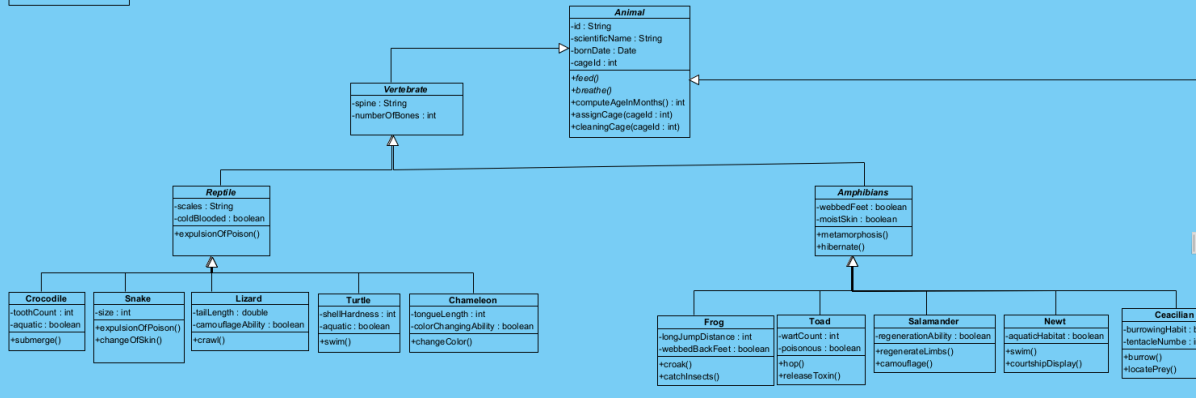 Animal
-id : String
-scientificName : String
-bornDate : Date
-cageId : int
+feed()
+breathe()
+computeAgeInMonths() : int
+assignCage(cageId : int)
+cleaningCage(cageId : int)
Vertebrate
-spine : String
-numberOfBones : int
Reptile
-scales : String
-coldBlooded : boolean
+expulsionOfPoison()
Amphibians
-webbedFeet : boolean
-moistSkin : boolean
+metamorphosis()
+hibernate()
Crocodile
-toothCount : int
-aquatic : boolean
+submerge()
Snake
-size : int
+expulsionOfPoison()
+changeOfSkin()
Lizard
-tailLength : double
-camouflageAbility : boolean
+crawl()
Turtle
-shellHardness : int
-aquatic : boolean
+swim()
Chameleon
-tongueLength : int
-colorChangingAbility : boolean
+changeColor()
Frog
-longJumpDistance : int
-webbedBackFeet : boolean
+croak()
+catchInsects()
Toad
-wartCount : int
-poisonous : boolean
+hop()
+releaseToxin()
Salamander
-regenerationAbility : boolean
+regenerateLimbs()
+camouflage()
Newt
-aquaticHabitat : boolean
+swim()
+courtshipDisplay()
Ceacilian
-burrowingHabit :
-tentacleNumbe :
+burrow()
+locatePrey()